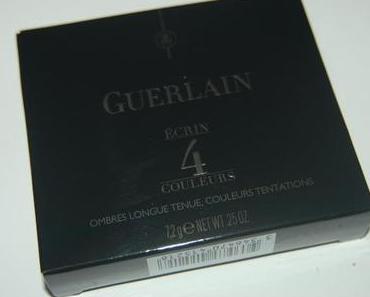 GUERLAIN
ÉCRIN
4
COULEURS
OMBRES LONGUE TENUE, COULEURS TENTATIONS
7.2g e NET WT .25 OZ.